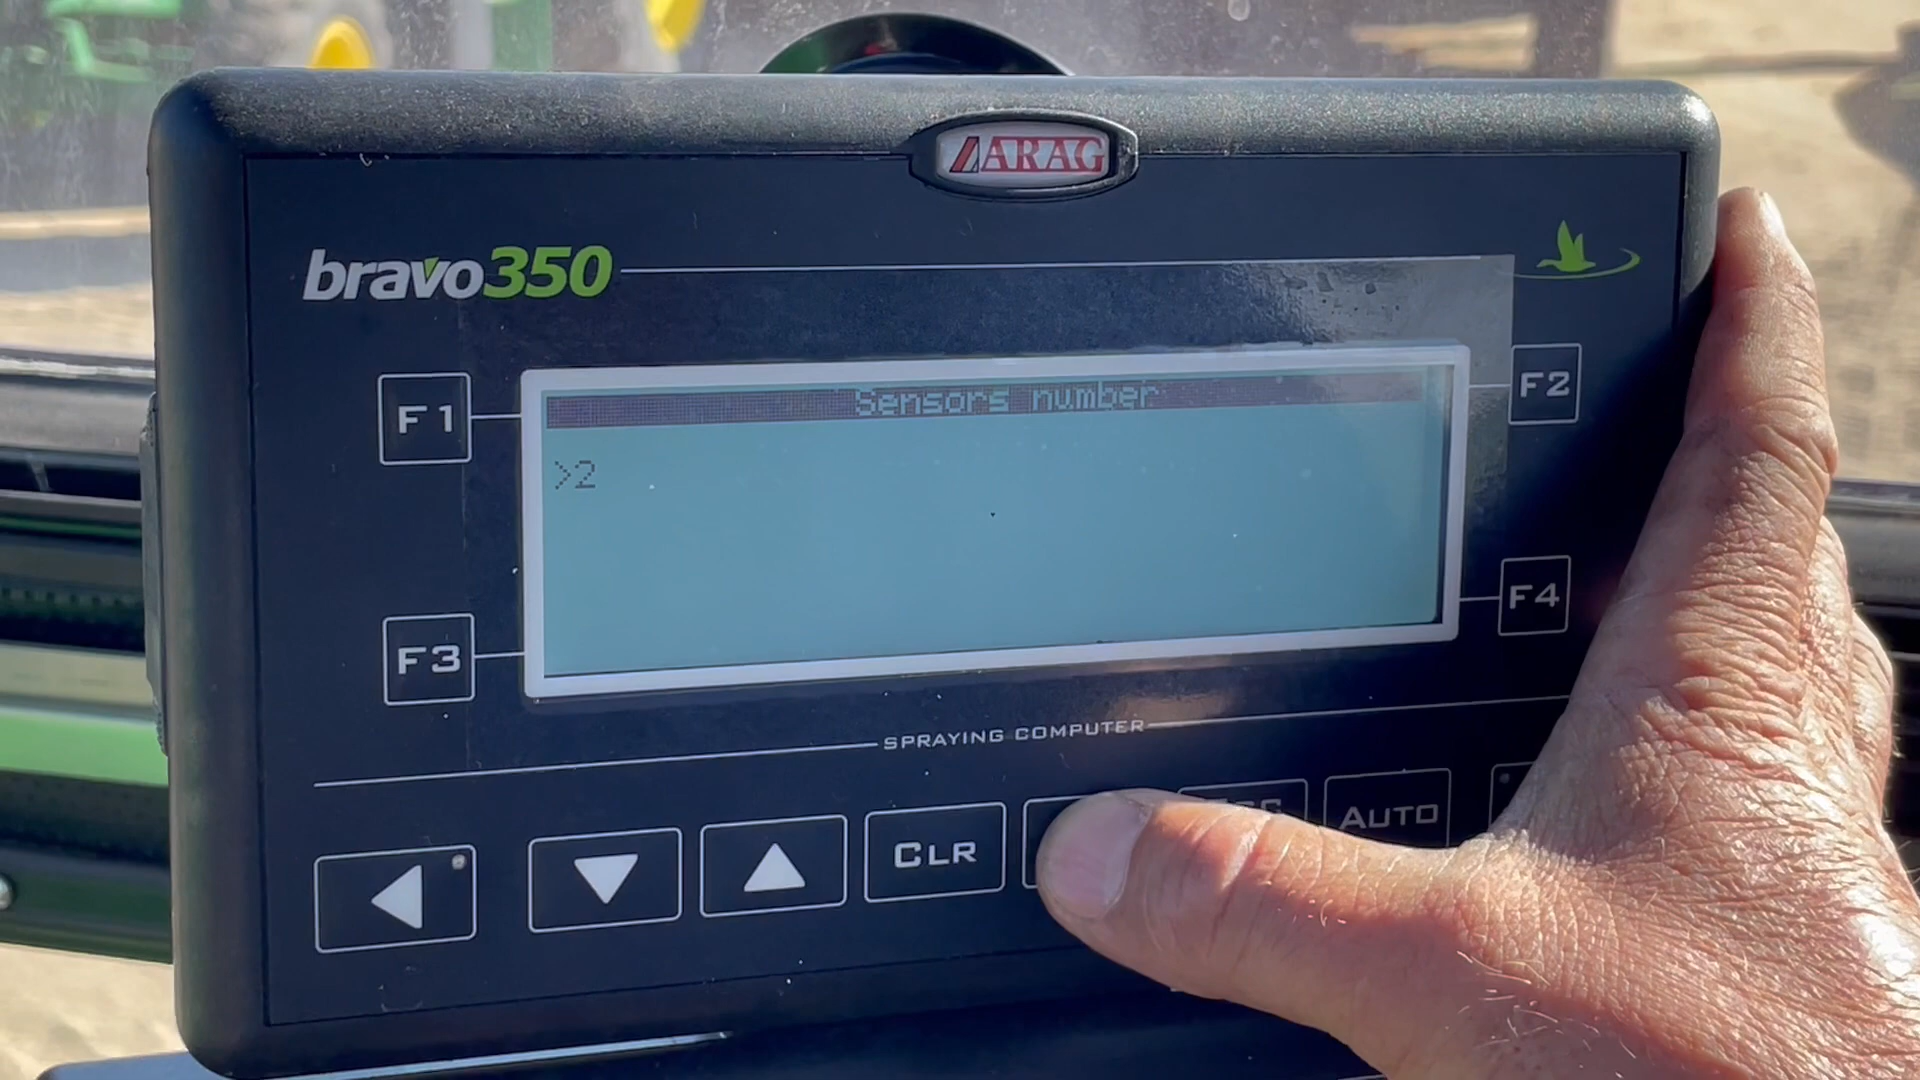 ARAG
bravo350
F1
F2
Sensors number
>2
F3
F4
SPRAYING COMPUTER
CLR
AUTO